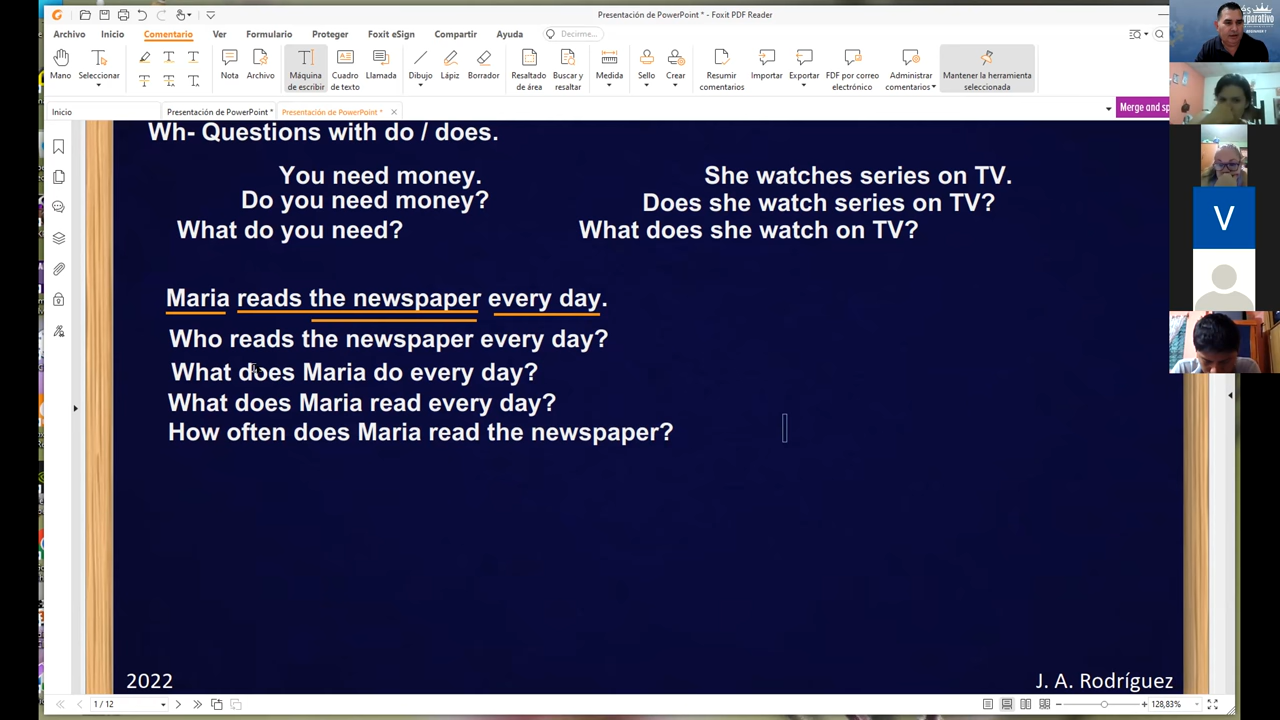 Presentación de PowerPoint * - Foxit PDF Reader
Archivo Inicio Comentario Ver Formulario Proteger Foxit eSign Compartir Ayuda Decirme...
Mano Seleccionar Nota Archivo Máquina de escribir Cuadro de texto Llamada Dibujo Lápiz Borrador Resaltado de área Buscar y resaltar Medida Sello Crear Resumir comentarios Importar Exportar FDF por correo electrónico Administrar comentarios Mantener la herramienta seleccionada
Inicio Presentación de PowerPoint * Presentación de PowerPoint * Merge and sp
Wh- Questions with do / does.
You need money. She watches series on TV.
Do you need money? Does she watch series on TV?
What do you need? What does she watch on TV?
Maria reads the newspaper every day.
Who reads the newspaper every day?
What does Maria do every day?
What does Maria read every day?
How often does Maria read the newspaper?
2022 J. A. Rodríguez
1 / 12 128,83%
V